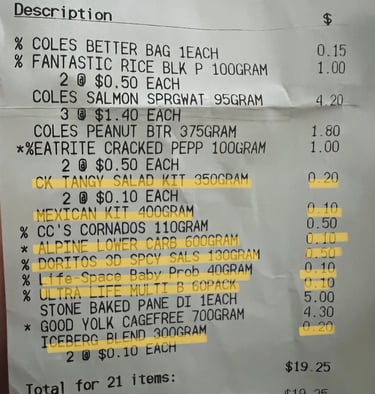 Description $
% COLES BETTER BAG 1EACH 0.15
% FANTASTIC RICE BLK P 100GRAM 1.00
2 @ $0.50 EACH
COLES SALMON SPRGWAT 95GRAM 4.20
3 @ $1.40 EACH
COLES PEANUT BTR 375GRAM 1.80
*%EATRITE CRACKED PEPP 100GRAM 1.00
2 @ $0.50 EACH
CK TANGY SALAD KIT 350GRAM 0.20
2 @ $0.10 EACH
MEXICAN KIT 400GRAM 0.10
% CC'S CORNADOS 110GRAM 0.50
* ALPINE LOWER CARB 600GRAM 0.10
% DORITOS 3D SPCY SALS 130GRAM 0.50
% Life-Space Baby Prob 40GRAM 0.10
% ULTRA LIFE MULTI B 60PACK 0.10
STONE BAKED PANE DI 1EACH 5.00
* GOOD YOLK CAGEFREE 700GRAM 4.30
ICEBERG BLEND 300GRAM 0.20
2 @ $0.10 EACH
Total for 21 items: $19.25
$19.25